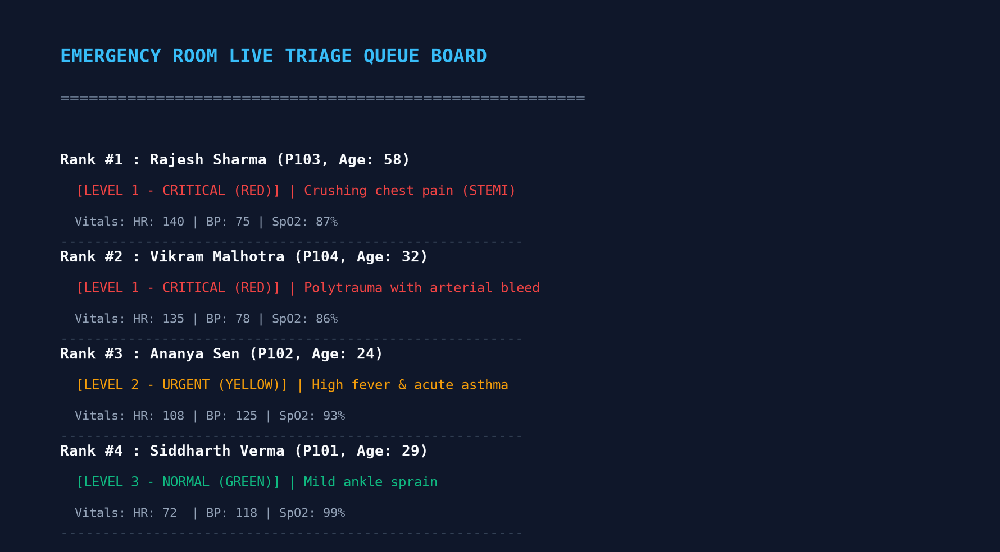 EMERGENCY ROOM LIVE TRIAGE QUEUE BOARD
=======================================================
Rank #1 : Rajesh Sharma (P103, Age: 58)
[LEVEL 1 - CRITICAL (RED)] | Crushing chest pain (STEMI)
Vitals: HR: 140 | BP: 75 | SpO2: 87%
-------------------------------------------------------
Rank #2 : Vikram Malhotra (P104, Age: 32)
[LEVEL 1 - CRITICAL (RED)] | Polytrauma with arterial bleed
Vitals: HR: 135 | BP: 78 | SpO2: 86%
-------------------------------------------------------
Rank #3 : Ananya Sen (P102, Age: 24)
[LEVEL 2 - URGENT (YELLOW)] | High fever & acute asthma
Vitals: HR: 108 | BP: 125 | SpO2: 93%
-------------------------------------------------------
Rank #4 : Siddharth Verma (P101, Age: 29)
[LEVEL 3 - NORMAL (GREEN)] | Mild ankle sprain
Vitals: HR: 72  | BP: 118 | SpO2: 99%
-------------------------------------------------------